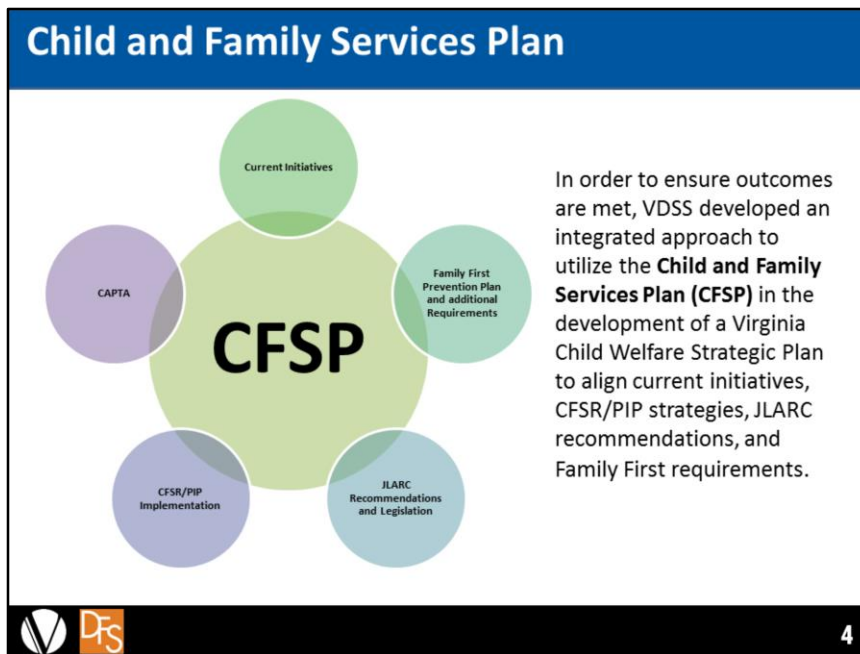 Child and Family Services Plan
Current Initiatives
CAPTA
Family First
Prevention Plan
and additional
Requirements
CFSP
CFSR/PIP
Implementation
JLARC
Recommendations
and Legislation
In order to ensure outcomes
are met, VDSS developed an
integrated approach to
utilize the Child and Family
Services Plan (CFSP) in the
development of a Virginia
Child Welfare Strategic Plan
to align current initiatives,
CFSR/PIP strategies, JLARC
recommendations, and
Family First requirements.
DFS
4